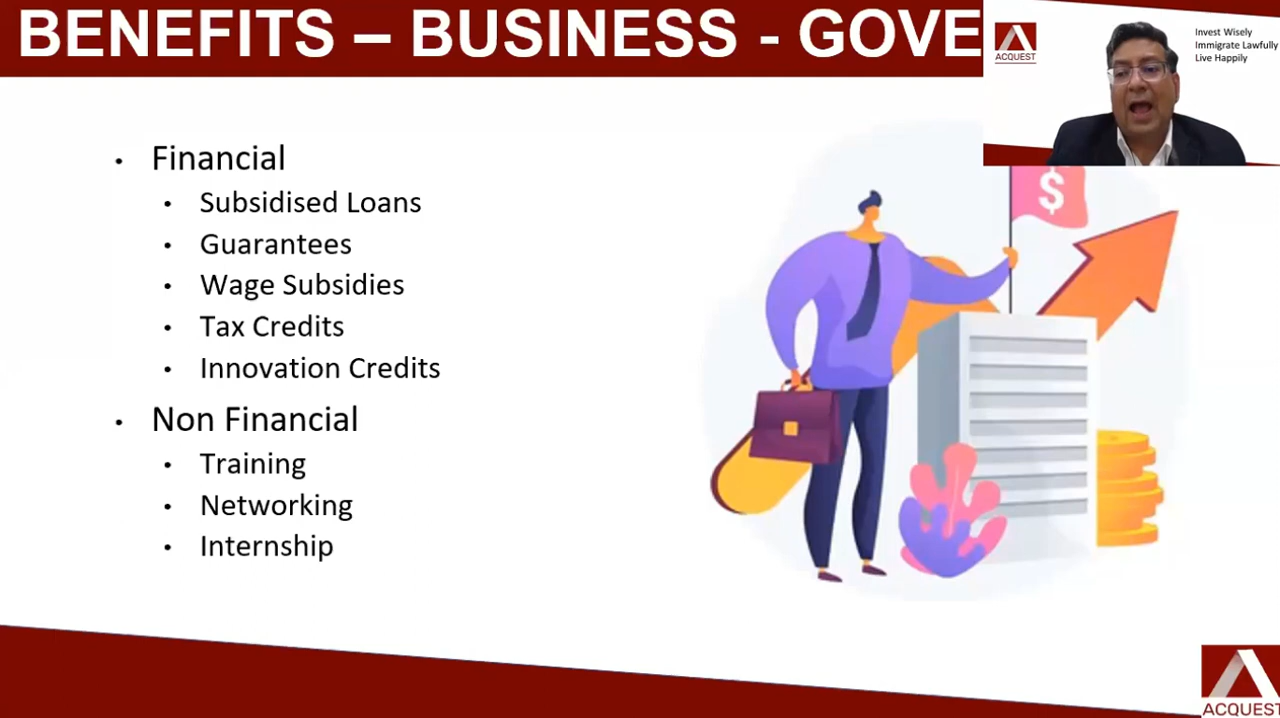 BENEFITS – BUSINESS - GOVE
ACQUEST
Invest Wisely
Immigrate Lawfully
Live Happily
Financial
Subsidised Loans
Guarantees
Wage Subsidies
Tax Credits
Innovation Credits
Non Financial
Training
Networking
Internship
$
ACQUEST